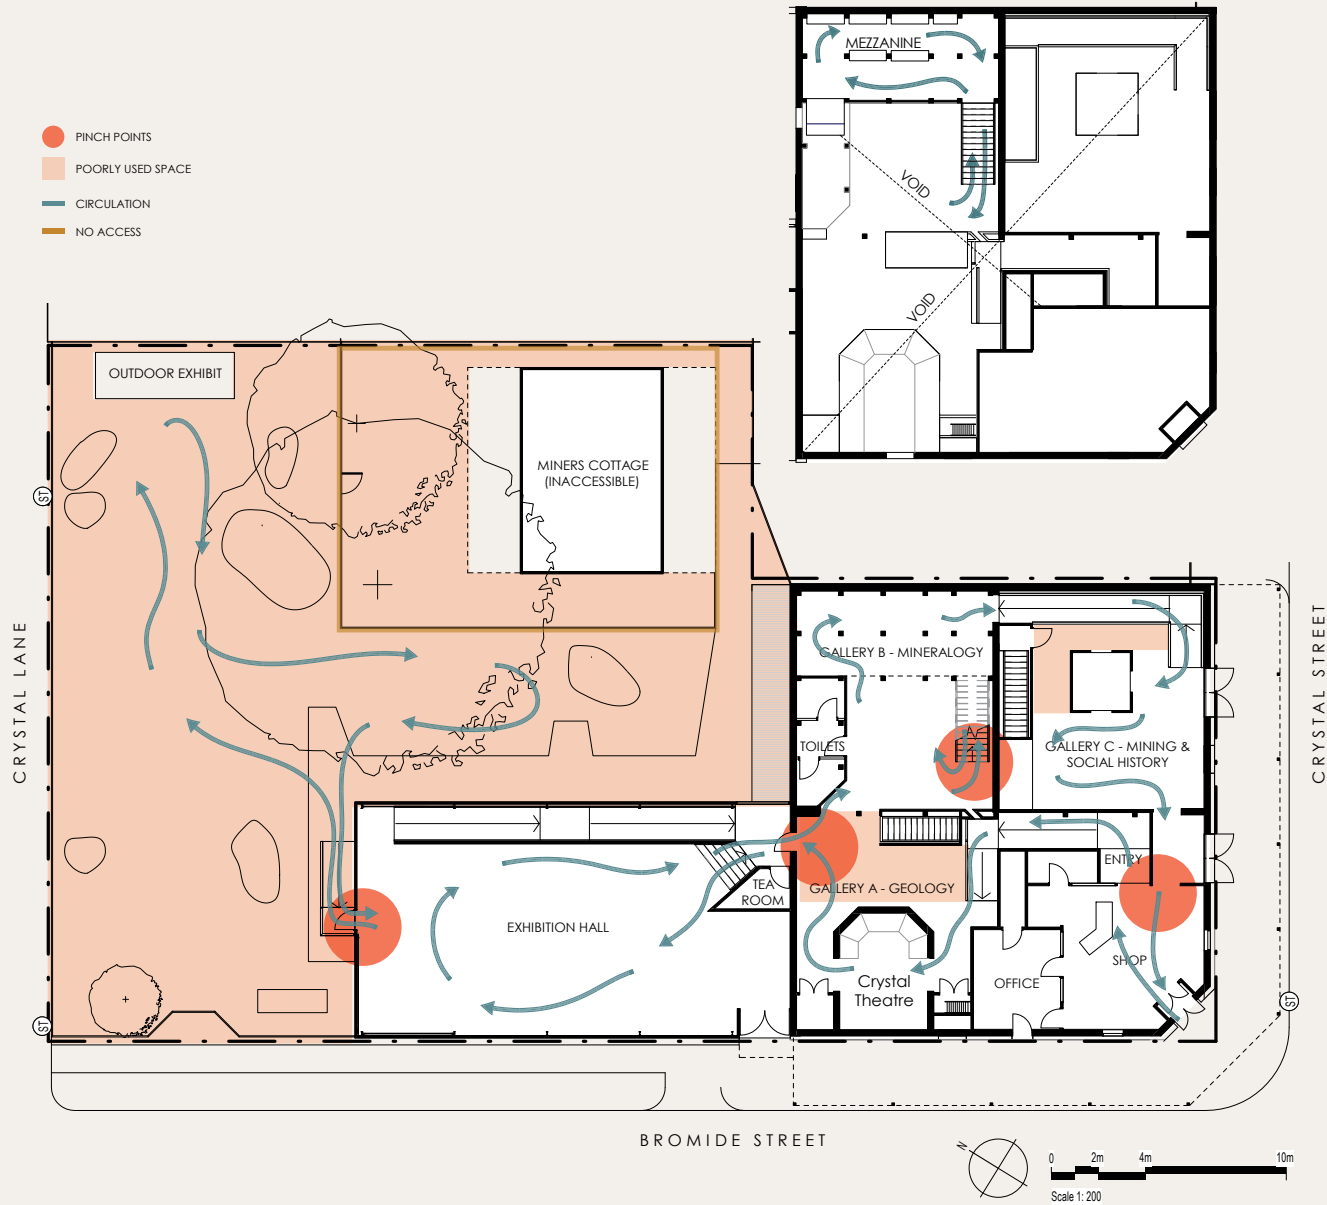 MEZZANINE
VOID
VOID
PINCH POINTS
POORLY USED SPACE
CIRCULATION
NO ACCESS
OUTDOOR EXHIBIT
MINERS COTTAGE
(INACCESSIBLE)
ST
CRYSTAL LANE
CRYSTAL STREET
GALLERY B - MINERALOGY
TOILETS
GALLERY C - MINING &
SOCIAL HISTORY
ENTRY
TEA
ROOM
GALLERY A - GEOLOGY
EXHIBITION HALL
SHOP
Crystal
Theatre
OFFICE
ST
ST
BROMIDE STREET
N
0 2m 4m 10m
Scale 1: 200